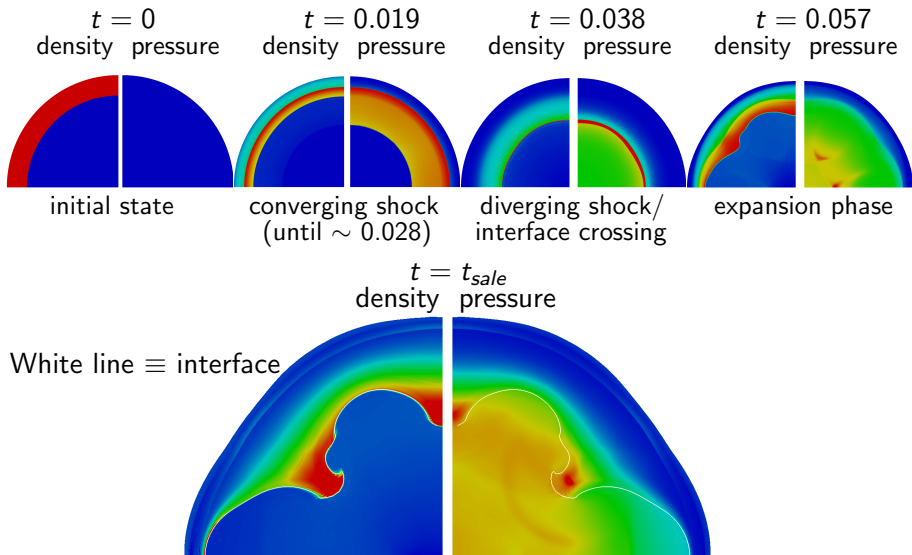 t = 0
density pressure
initial state
t = 0.019
density pressure
converging shock
(until ∼ 0.028)
t = 0.038
density pressure
diverging shock/
interface crossing
t = 0.057
density pressure
expansion phase
t = t_sale
density pressure
White line ≡ interface